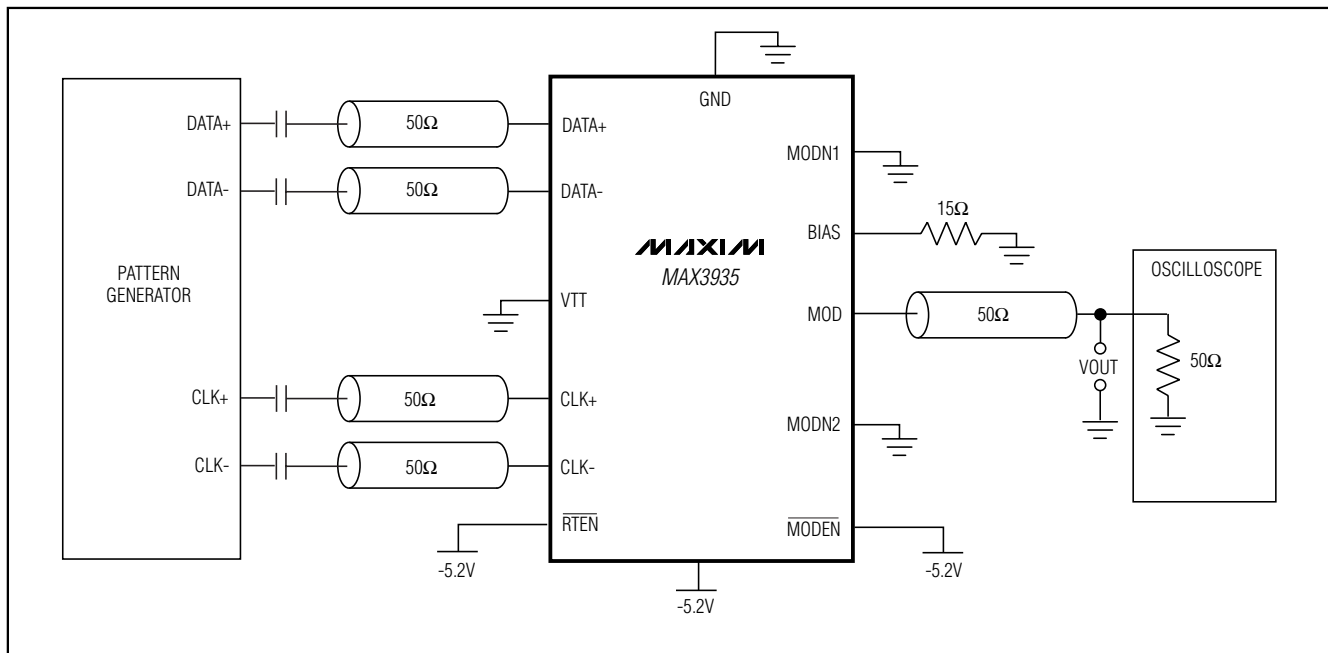 GND
DATA+
50Ω
DATA+
MODN1
DATA-
50Ω
DATA-
15Ω
BIAS
MAXIM
MAX3935
OSCILLOSCOPE
PATTERN
GENERATOR
VTT
MOD
50Ω
VOUT
50Ω
CLK+
50Ω
CLK+
MODN2
CLK-
50Ω
CLK-
RTEN
MODEN
-5.2V
-5.2V
-5.2V